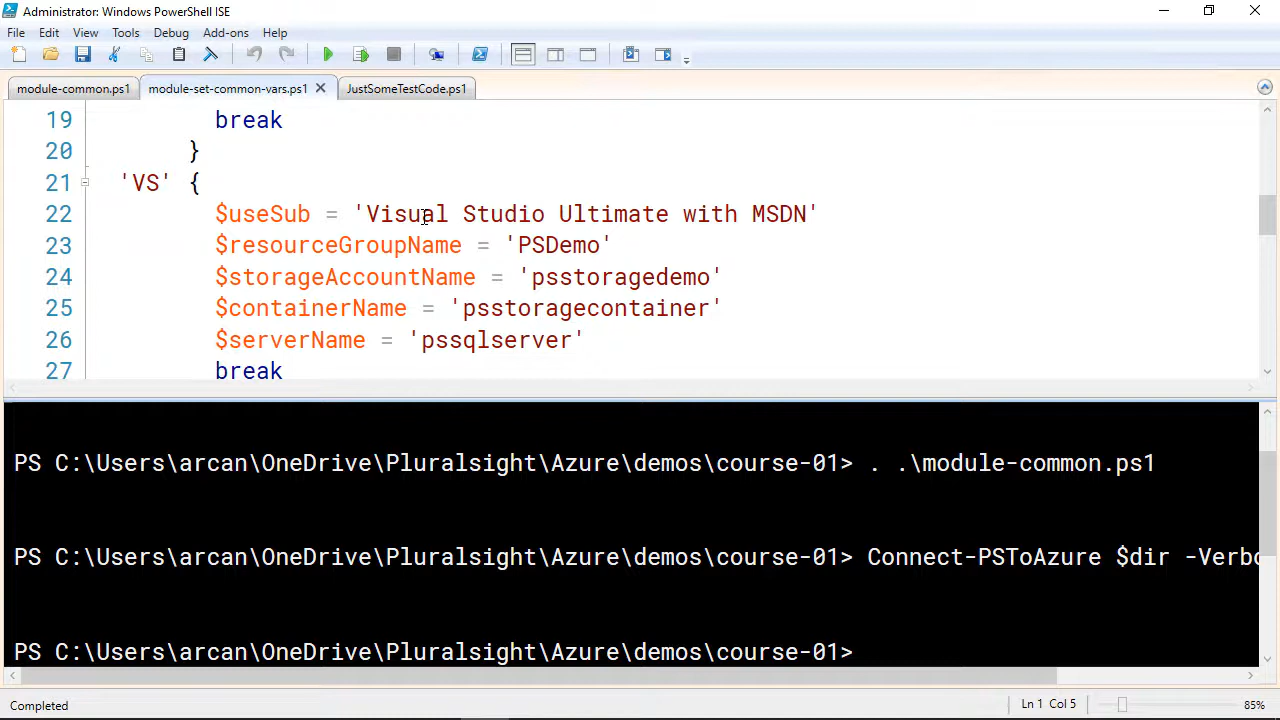 Administrator: Windows PowerShell ISE
File Edit View Tools Debug Add-ons Help
module-common.ps1 module-set-common-vars.ps1 JustSomeTestCode.ps1
19 break
20 }
21 'VS' {
22 $useSub = 'Visual Studio Ultimate with MSDN'
23 $resourceGroupName = 'PSDemo'
24 $storageAccountName = 'psstoragedemo'
25 $containerName = 'psstoragecontainer'
26 $serverName = 'pssqlserver'
27 break
PS C:\Users\arcan\OneDrive\Pluralsight\Azure\demos\course-01> . .\module-common.ps1
PS C:\Users\arcan\OneDrive\Pluralsight\Azure\demos\course-01> Connect-PSToAzure $dir -Verbo
PS C:\Users\arcan\OneDrive\Pluralsight\Azure\demos\course-01>
Completed Ln 1 Col 5 85%